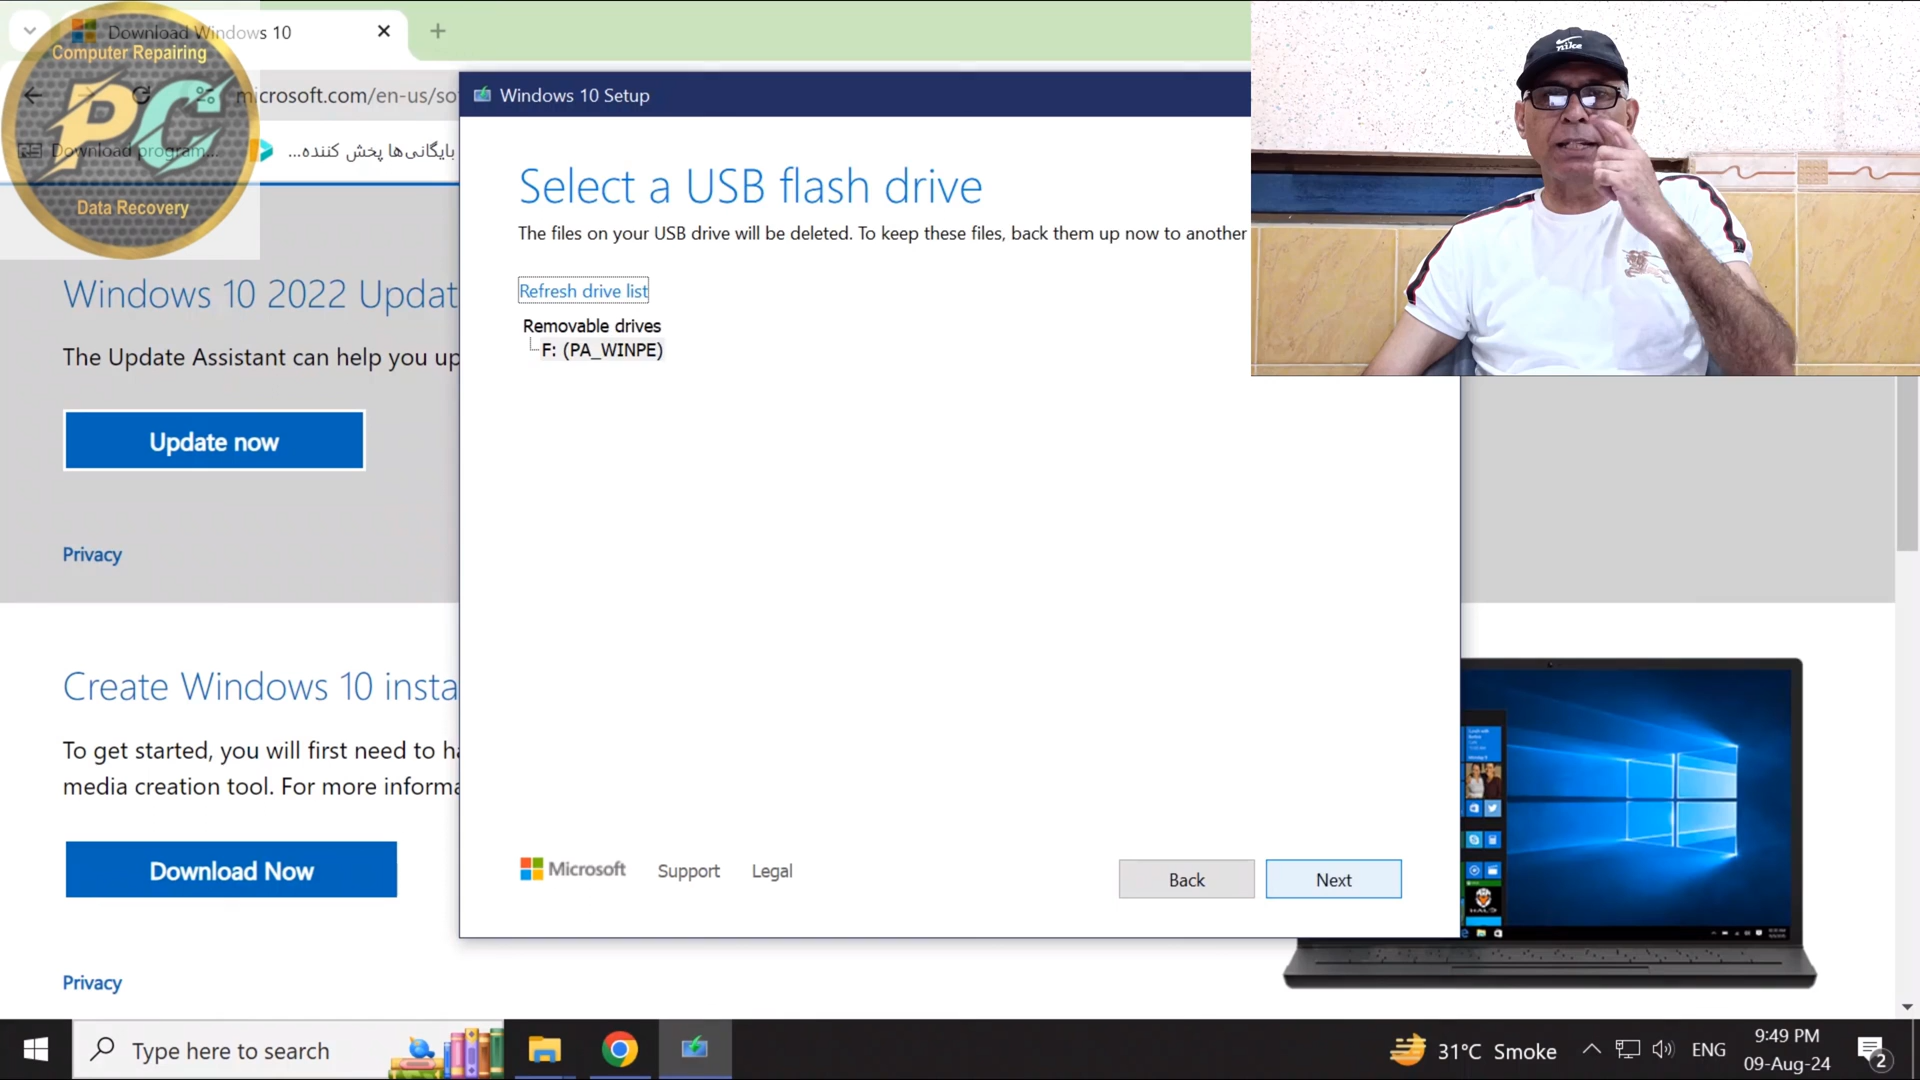 Download Windows 10
Computer Repairing
PC
Data Recovery
microsoft.com/en-us/so
Download program...
بایگانی‌ها پخش کننده...
Windows 10 Setup
Select a USB flash drive
The files on your USB drive will be deleted. To keep these files, back them up now to another
Refresh drive list
Removable drives
F: (PA_WINPE)
Windows 10 2022 Updat
The Update Assistant can help you up
Update now
Privacy
Create Windows 10 insta
To get started, you will first need to ha
media creation tool. For more informa
Download Now
Privacy
Microsoft
Support
Legal
Back
Next
nike
HALO
Type here to search
31°C Smoke
ENG
9:49 PM
09-Aug-24
2